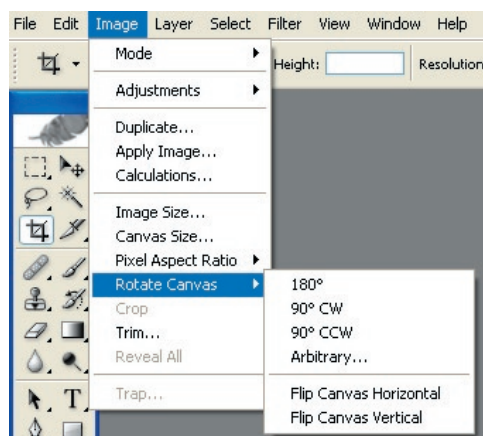 File Edit Image Layer Select Filter View Window Help
Height: Resolution
Mode
Adjustments
Duplicate...
Apply Image...
Calculations...
Image Size...
Canvas Size...
Pixel Aspect Ratio
Rotate Canvas
180°
90° CW
90° CCW
Arbitrary...
Flip Canvas Horizontal
Flip Canvas Vertical
Crop
Trim...
Reveal All
Trap...
T